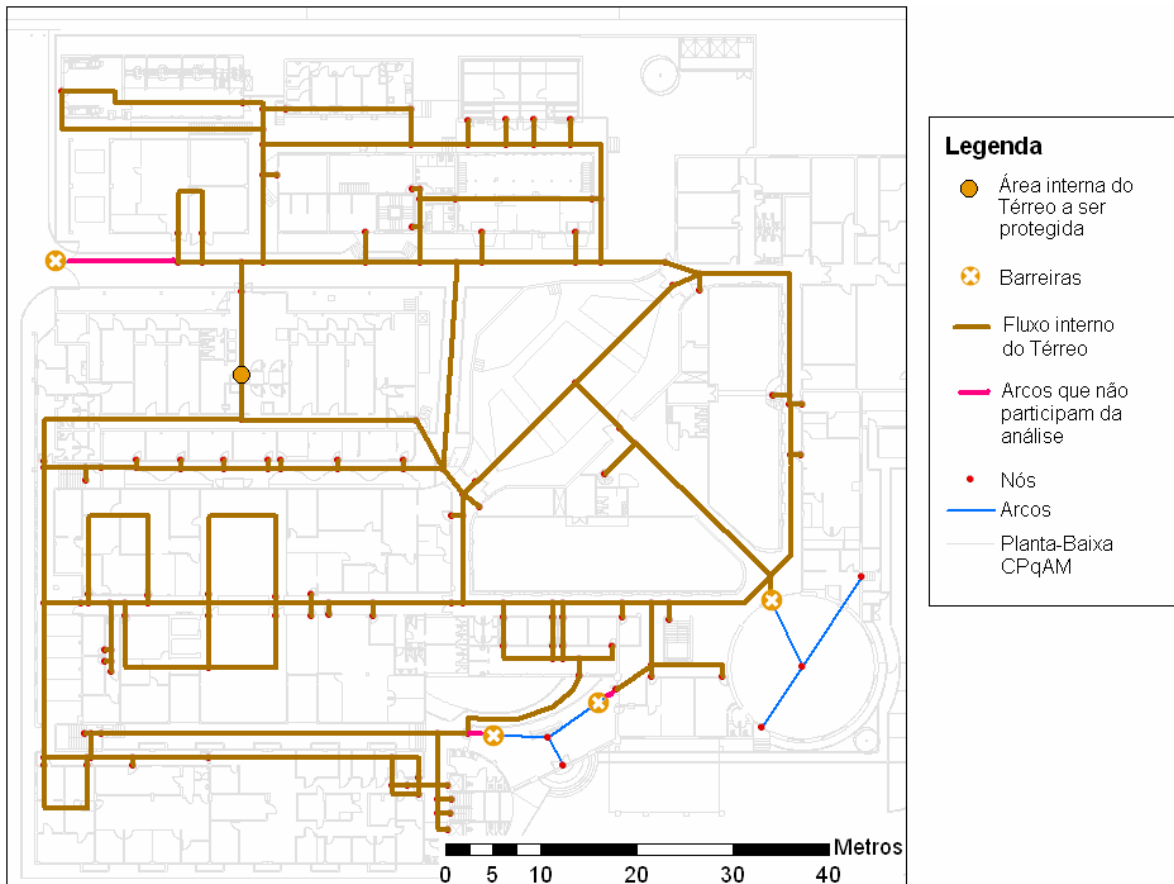 Legenda
Área interna do
Térreo a ser
protegida
Barreiras
Fluxo interno
do Térreo
Arcos que não
participam da
análise
Nós
Arcos
Planta-Baixa
CPqAM
Metros
0 5 10 20 30 40